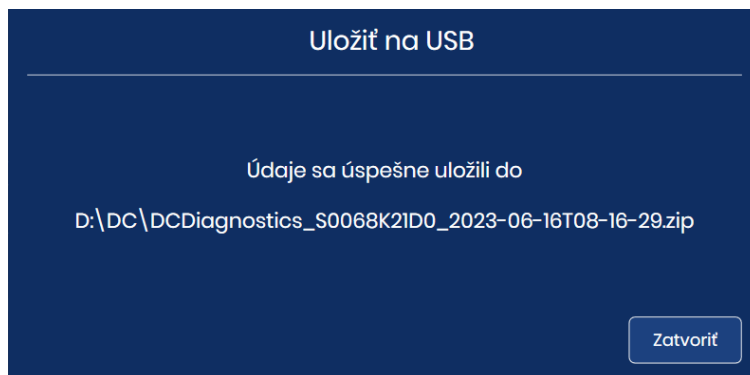 Uložiť na USB
Údaje sa úspešne uložili do
D:\DC\DCDiagnostics_S0068K21D0_2023-06-16T08-16-29.zip
Zatvoriť